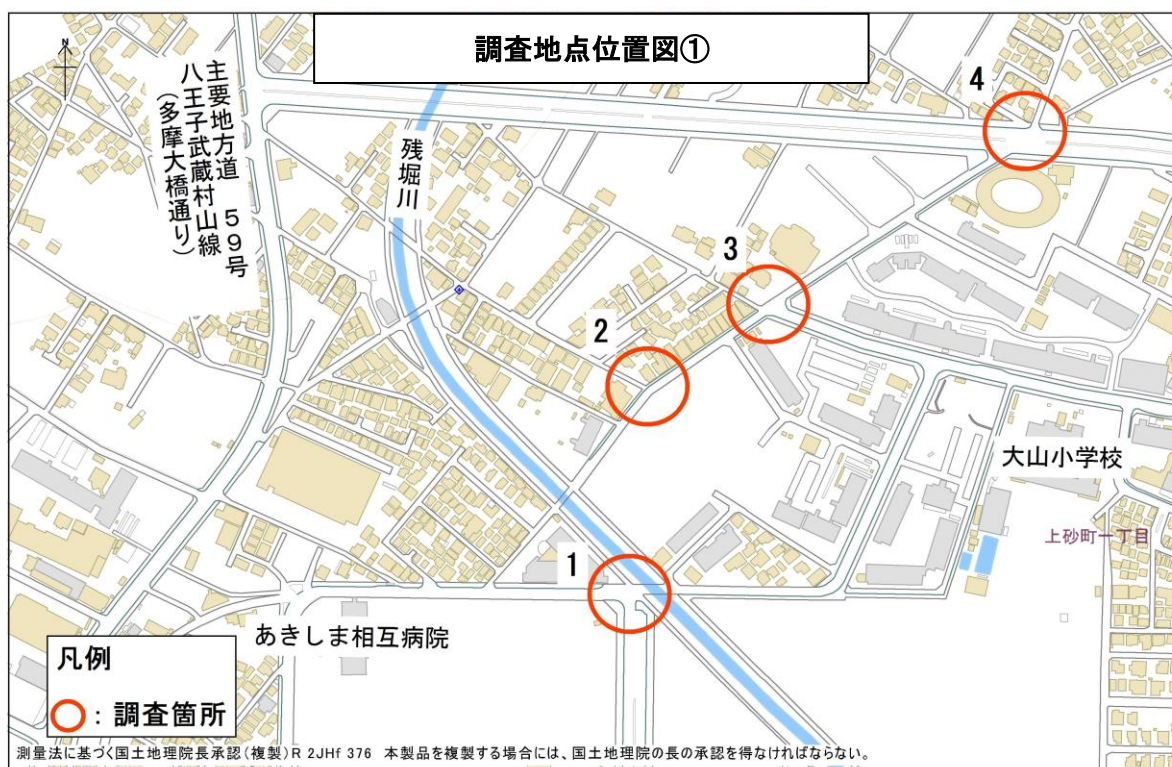 調査地点位置図①
N
主要地方道 59号
八王子武蔵村山線
(多摩大橋通り)
残堀川
4
3
2
1
大山小学校
上砂町一丁目
あきしま相互病院
凡例
○:調査箇所
測量法に基づく国土地理院長承認(複製)R 2JHf 376 本製品を複製する場合には、国土地理院の長の承認を得なければならない。